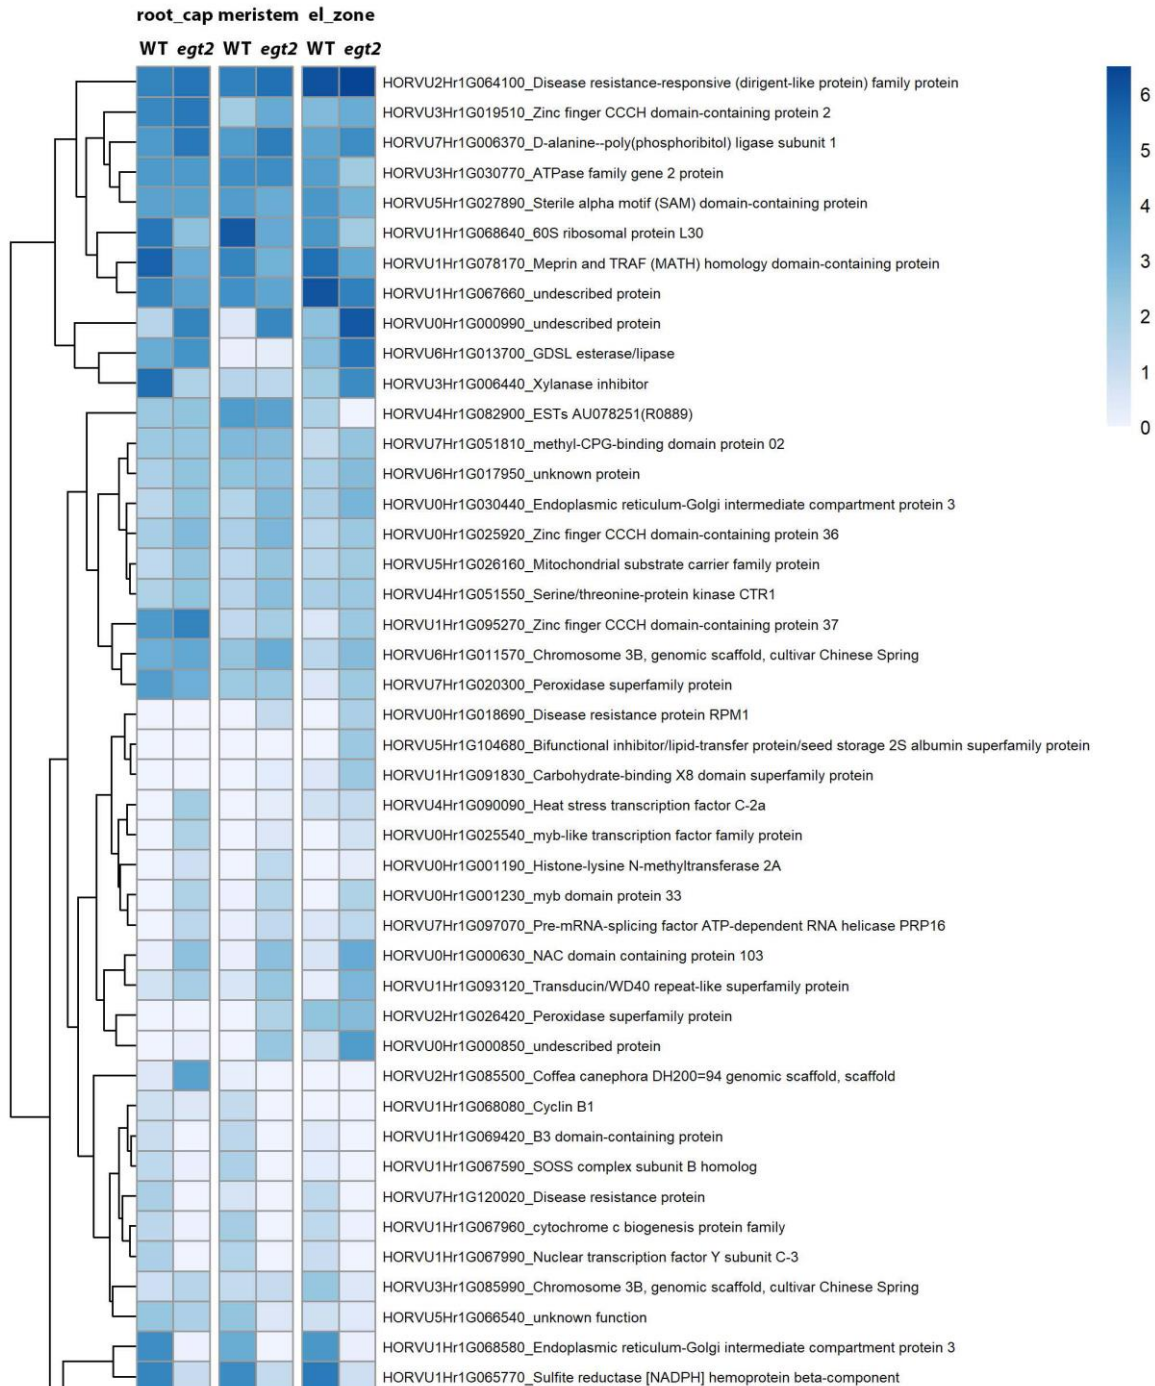 root_cap meristem el_zone
WT egt2 WT egt2 WT egt2
HORVU2Hr1G064100_Disease resistance-responsive (dirigent-like protein) family protein
HORVU3Hr1G019510_Zinc finger CCCH domain-containing protein 2
HORVU7Hr1G006370_D-alanine--poly(phosphoribitol) ligase subunit 1
HORVU3Hr1G030770_ATPase family gene 2 protein
HORVU5Hr1G027890_Sterile alpha motif (SAM) domain-containing protein
HORVU1Hr1G068640_60S ribosomal protein L30
HORVU1Hr1G078170_Meprin and TRAF (MATH) homology domain-containing protein
HORVU1Hr1G067660_undescribed protein
HORVU0Hr1G000990_undescribed protein
HORVU6Hr1G013700_GDSL esterase/lipase
HORVU3Hr1G006440_Xylanase inhibitor
HORVU4Hr1G082900_ESTs AU078251(R0889)
HORVU7Hr1G051810_methyl-CPG-binding domain protein 02
HORVU6Hr1G017950_unknown protein
HORVU0Hr1G030440_Endoplasmic reticulum-Golgi intermediate compartment protein 3
HORVU0Hr1G025920_Zinc finger CCCH domain-containing protein 36
HORVU5Hr1G026160_Mitochondrial substrate carrier family protein
HORVU4Hr1G051550_Serine/threonine-protein kinase CTR1
HORVU1Hr1G095270_Zinc finger CCCH domain-containing protein 37
HORVU6Hr1G011570_Chromosome 3B, genomic scaffold, cultivar Chinese Spring
HORVU7Hr1G020300_Peroxidase superfamily protein
HORVU0Hr1G018690_Disease resistance protein RPM1
HORVU5Hr1G104680_Bifunctional inhibitor/lipid-transfer protein/seed storage 2S albumin superfamily protein
HORVU1Hr1G091830_Carbohydrate-binding X8 domain superfamily protein
HORVU4Hr1G090090_Heat stress transcription factor C-2a
HORVU0Hr1G025540_myb-like transcription factor family protein
HORVU0Hr1G001190_Histone-lysine N-methyltransferase 2A
HORVU0Hr1G001230_myb domain protein 33
HORVU7Hr1G097070_Pre-mRNA-splicing factor ATP-dependent RNA helicase PRP16
HORVU0Hr1G000630_NAC domain containing protein 103
HORVU1Hr1G093120_Transducin/WD40 repeat-like superfamily protein
HORVU2Hr1G026420_Peroxidase superfamily protein
HORVU0Hr1G000850_undescribed protein
HORVU2Hr1G085500_Coffea canephora DH200=94 genomic scaffold, scaffold
HORVU1Hr1G068080_Cyclin B1
HORVU1Hr1G069420_B3 domain-containing protein
HORVU1Hr1G067590_SOSS complex subunit B homolog
HORVU7Hr1G120020_Disease resistance protein
HORVU1Hr1G067960_cytochrome c biogenesis protein family
HORVU1Hr1G067990_Nuclear transcription factor Y subunit C-3
HORVU3Hr1G085990_Chromosome 3B, genomic scaffold, cultivar Chinese Spring
HORVU5Hr1G066540_unknown function
HORVU1Hr1G068580_Endoplasmic reticulum-Golgi intermediate compartment protein 3
HORVU1Hr1G065770_Sulfite reductase [NADPH] hemoprotein beta-component
6
5
4
3
2
1
0